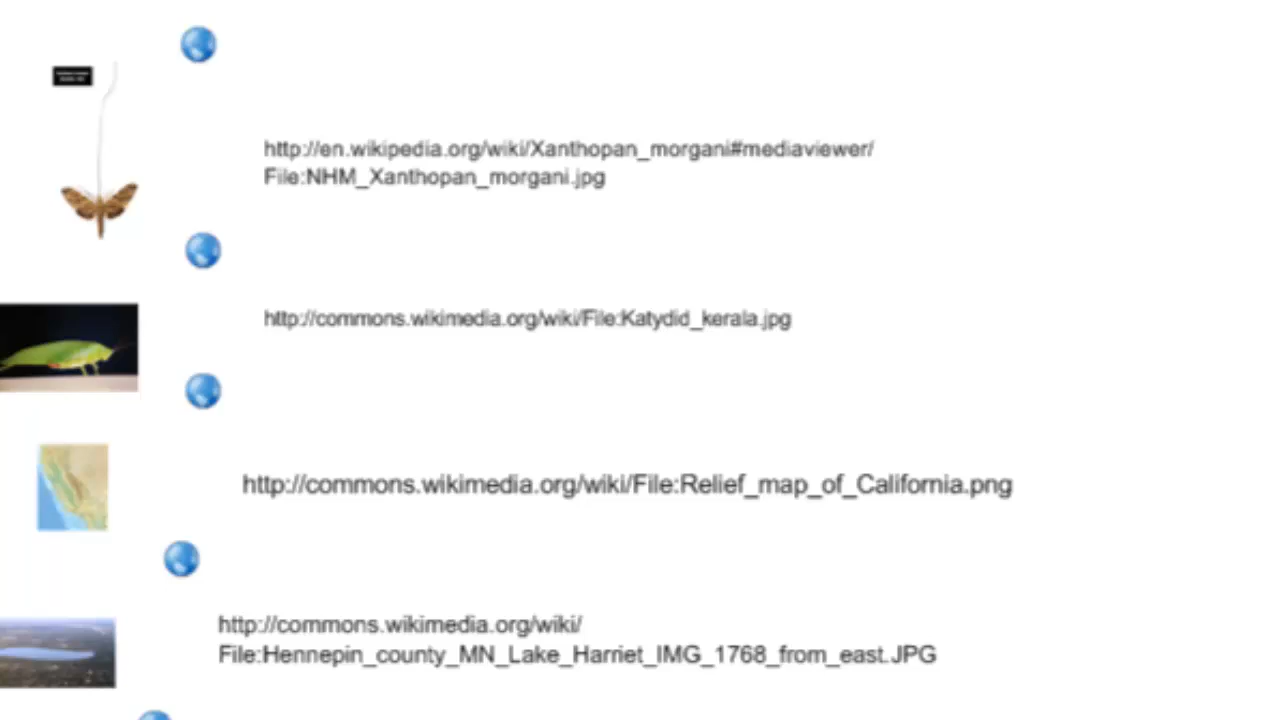 http://en.wikipedia.org/wiki/Xanthopan_morgani#mediaviewer/
File:NHM_Xanthopan_morgani.jpg
http://commons.wikimedia.org/wiki/File:Katydid_kerala.jpg
http://commons.wikimedia.org/wiki/File:Relief_map_of_California.png
http://commons.wikimedia.org/wiki/
File:Hennepin_county_MN_Lake_Harriet_IMG_1768_from_east.JPG